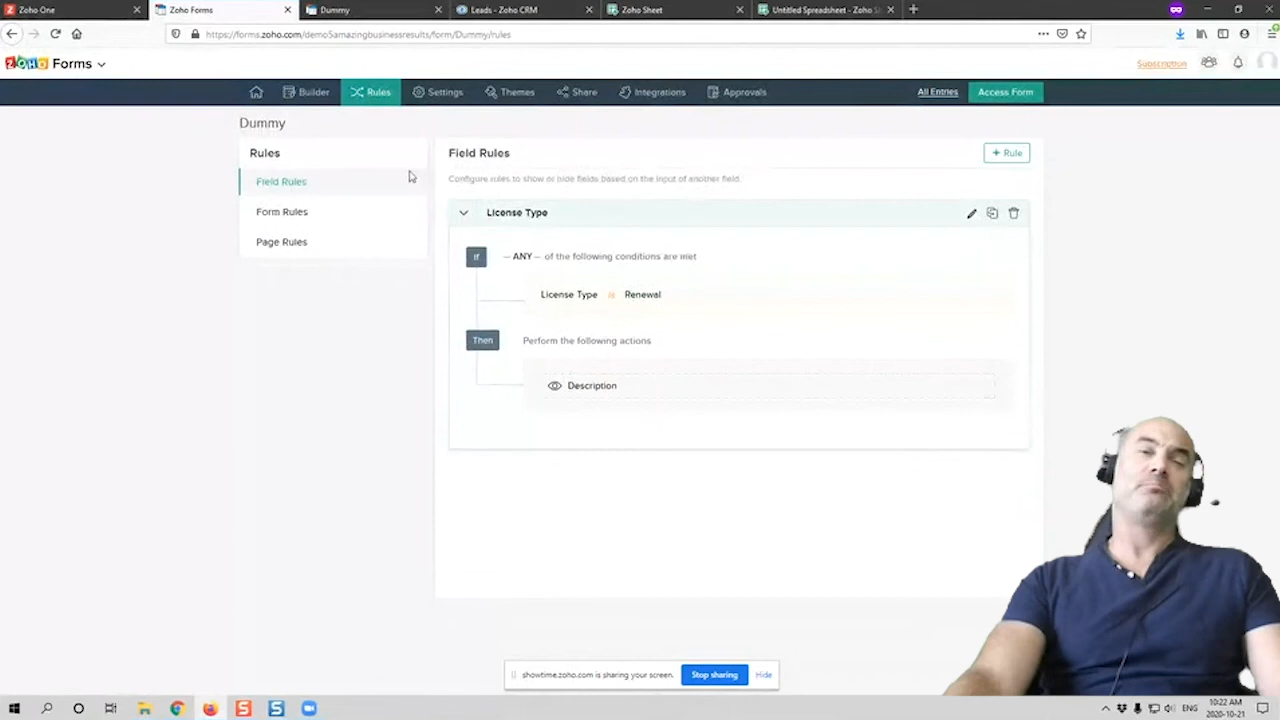 Zoho One
Zoho Forms
Dummy
Leads - Zoho CRM
Zoho Sheet
Untitled Spreadsheet - Zoho S
https://forms.zoho.com/demo5amazingbusinessresults/form/Dummy/rules
ZOHO Forms
Subscription
Builder
Rules
Settings
Themes
Share
Integrations
Approvals
All Entries
Access Form
Dummy
Rules
Field Rules
Form Rules
Page Rules
Field Rules
+ Rule
Configure rules to show or hide fields based on the input of another field.
License Type
If
— ANY — of the following conditions are met
License Type is Renewal
Then
Perform the following actions
Description
showtime.zoho.com is sharing your screen.
Stop sharing
Hide
ENG
10:22 AM
2020-10-21